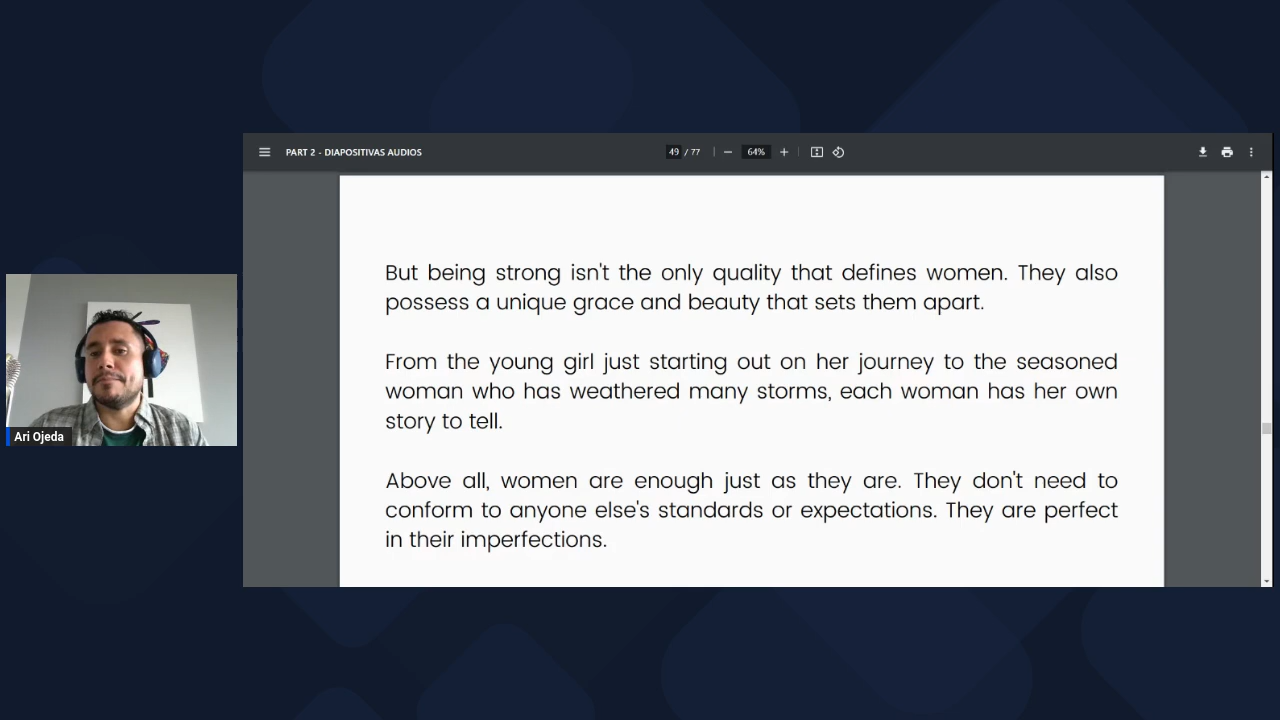 PART 2 - DIAPOSITIVAS AUDIOS
49 / 77
64%
But being strong isn't the only quality that defines women. They also
possess a unique grace and beauty that sets them apart.
From the young girl just starting out on her journey to the seasoned
woman who has weathered many storms, each woman has her own
story to tell.
Above all, women are enough just as they are. They don't need to
conform to anyone else's standards or expectations. They are perfect
in their imperfections.
Ari Ojeda